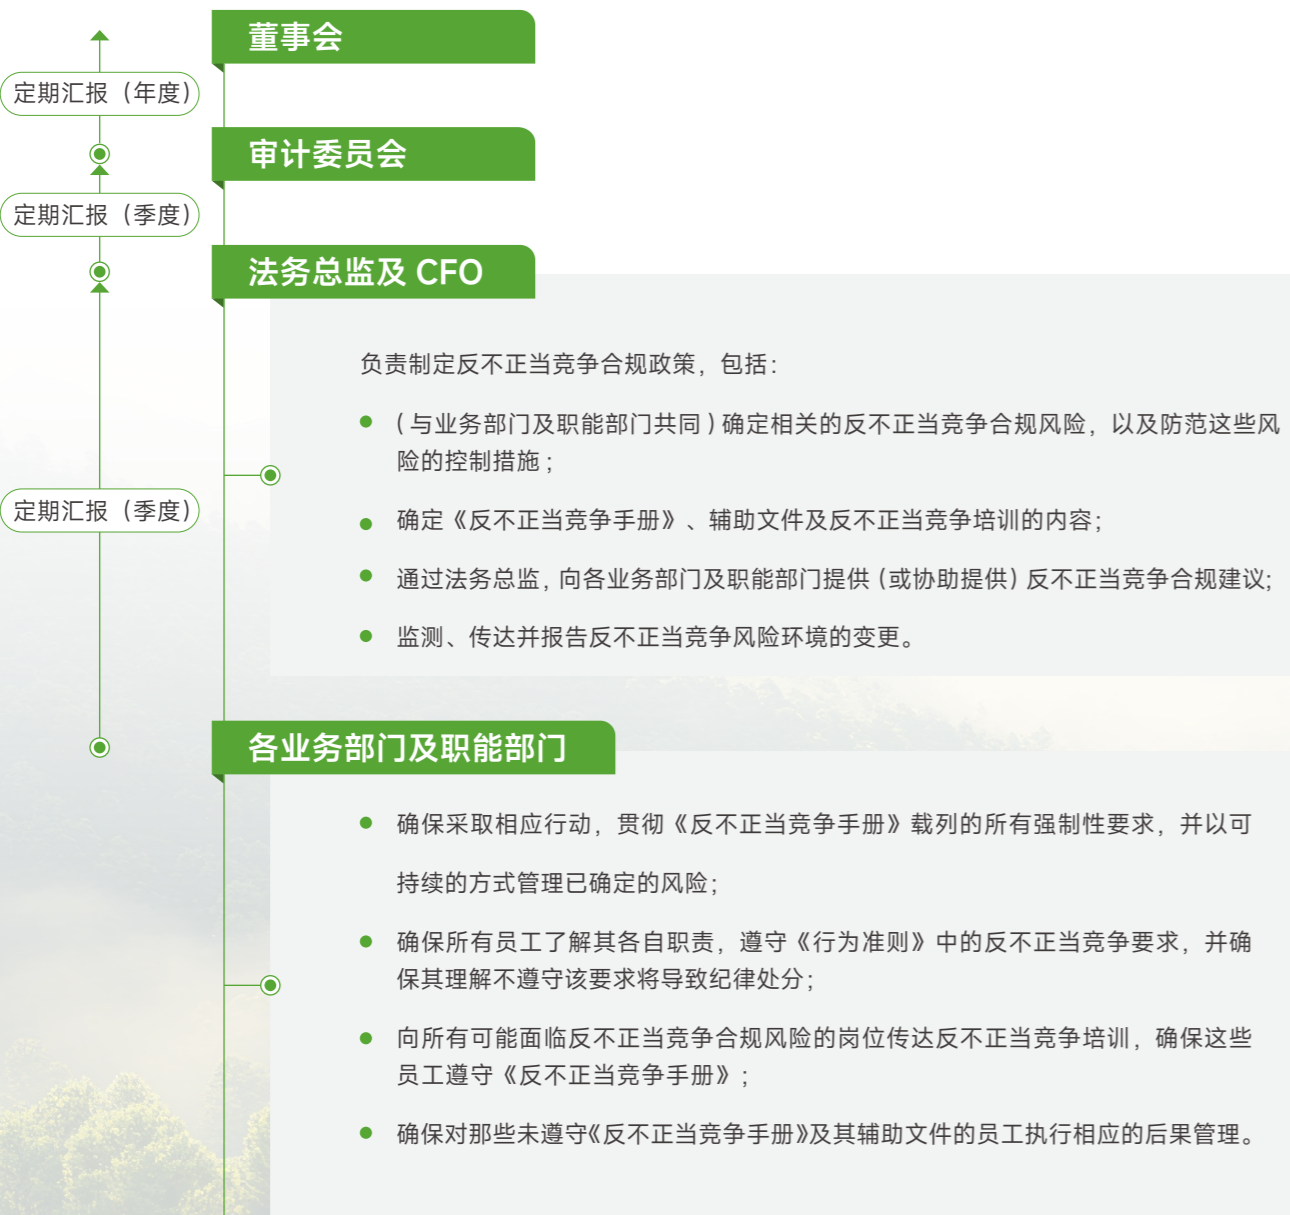 董事会
定期汇报（年度）
审计委员会
定期汇报（季度）
法务总监及 CFO
负责制定反不正当竞争合规政策，包括：
（与业务部门及职能部门共同）确定相关的反不正当竞争合规风险，以及防范这些风
险的控制措施；
定期汇报（季度）
确定《反不正当竞争手册》、辅助文件及反不正当竞争培训的内容；
通过法务总监，向各业务部门及职能部门提供（或协助提供）反不正当竞争合规建议；
监测、传达并报告反不正当竞争风险环境的变更。
各业务部门及职能部门
确保采取相应行动，贯彻《反不正当竞争手册》载列的所有强制性要求，并以可
持续的方式管理已确定的风险；
确保所有员工了解其各自职责，遵守《行为准则》中的反不正当竞争要求，并确
保其理解不遵守该要求将导致纪律处分；
向所有可能面临反不正当竞争合规风险的岗位传达反不正当竞争培训，确保这些
员工遵守《反不正当竞争手册》；
确保对那些未遵守《反不正当竞争手册》及其辅助文件的员工执行相应的后果管理。